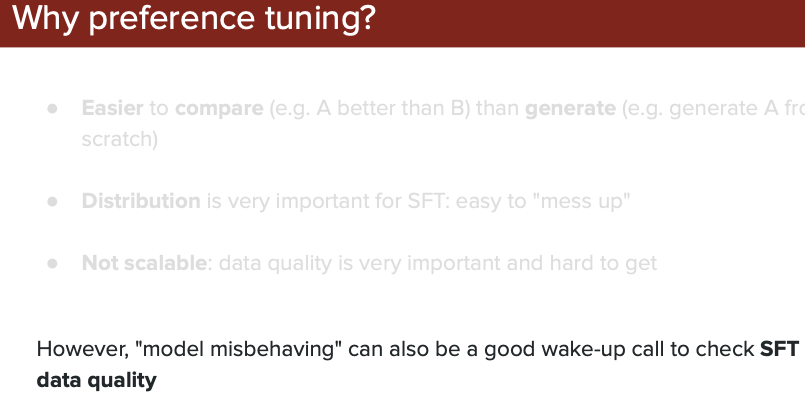 Why preference tuning?
● Easier to compare (e.g. A better than B) than generate (e.g. generate A
scratch)
● Distribution is very important for SFT: easy to "mess up"
● Not scalable: data quality is very important and hard to get
However, "model misbehaving" can also be a good wake-up call to check SFT
data quality